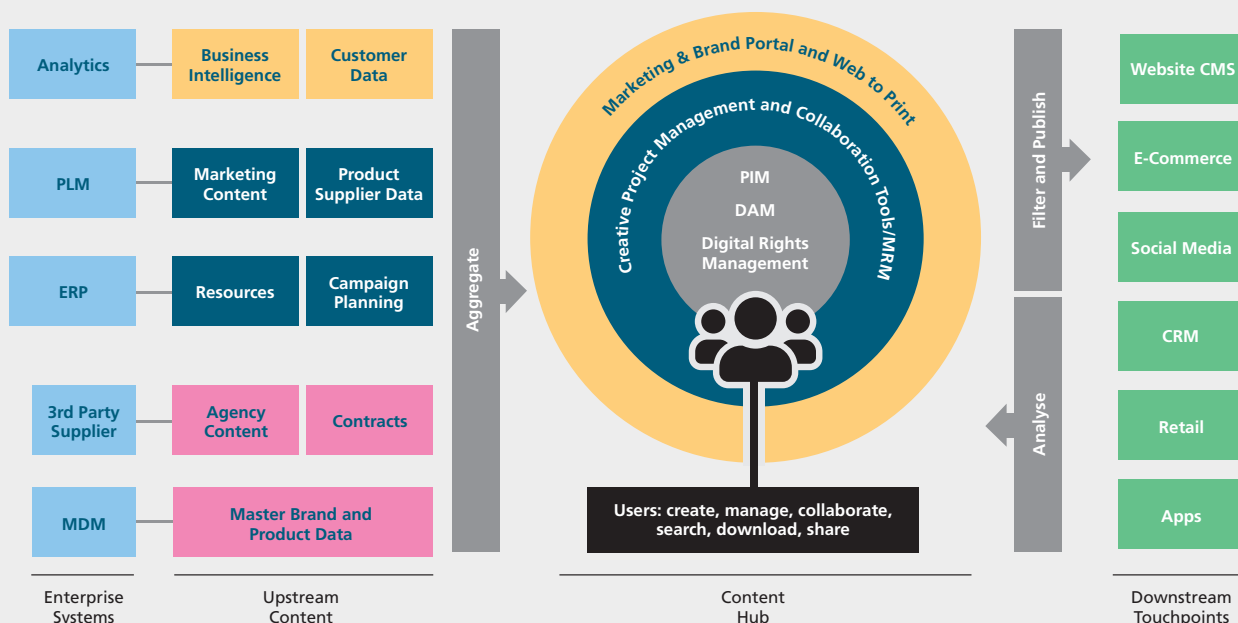 Analytics
Business
Intelligence
Customer
Data
PLM
Marketing
Content
Product
Supplier Data
ERP
Resources
Campaign
Planning
3rd Party
Supplier
Agency
Content
Contracts
MDM
Master Brand and
Product Data
Enterprise
Systems
Upstream
Content
Aggregate
Marketing & Brand Portal and Web to Print
Creative Project Management and Collaboration Tools/MRM
PIM
DAM
Digital Rights
Management
Users: create, manage, collaborate,
search, download, share
Content
Hub
Filter and Publish
Analyse
Website CMS
E-Commerce
Social Media
CRM
Retail
Apps
Downstream
Touchpoints